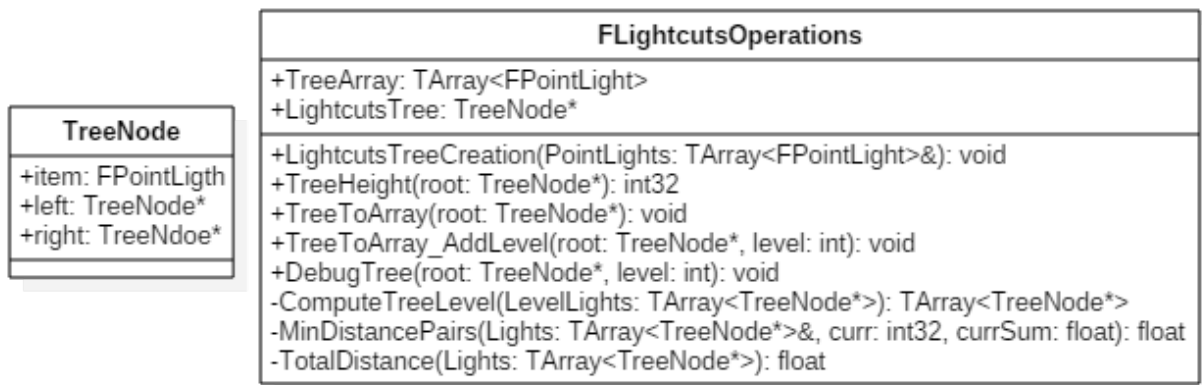 TreeNode
+item: FPointLigth
+left: TreeNode*
+right: TreeNdoe*
FLightcutsOperations
+TreeArray: TArray<FPointLight>
+LightcutsTree: TreeNode*
+LightcutsTreeCreation(PointLights: TArray<FPointLight>&): void
+TreeHeight(root: TreeNode*): int32
+TreeToArray(root: TreeNode*): void
+TreeToArray_AddLevel(root: TreeNode*, level: int): void
+DebugTree(root: TreeNode*, level: int): void
-ComputeTreeLevel(LevelLights: TArray<TreeNode*>): TArray<TreeNode*>
-MinDistancePairs(Lights: TArray<TreeNode*>&, curr: int32, currSum: float): float
-TotalDistance(Lights: TArray<TreeNode*>): float